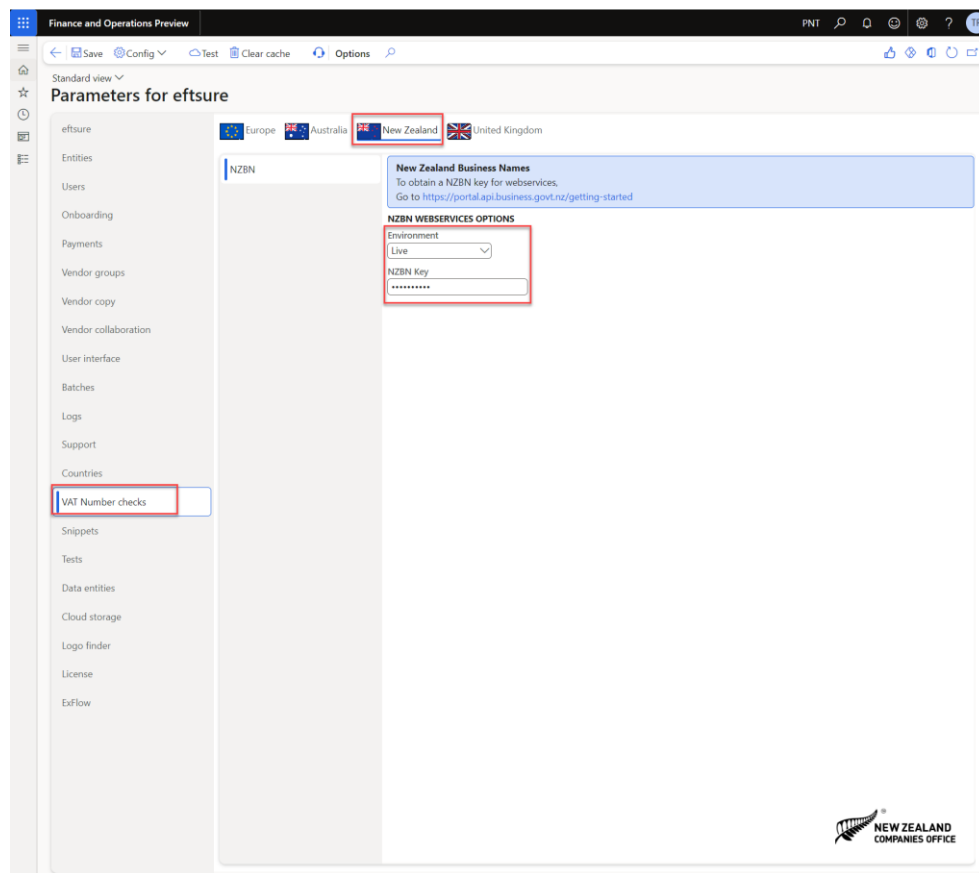 Finance and Operations Preview
PNT
Save Config Test Clear cache Options
Standard view
Parameters for eftsure
eftsure
Europe Australia New Zealand United Kingdom
Entities
Users
Onboarding
Payments
Vendor groups
Vendor copy
Vendor collaboration
User interface
Batches
Logs
Support
Countries
VAT Number checks
Snippets
Tests
Data entities
Cloud storage
Logo finder
License
ExFlow
NZBN
New Zealand Business Names
To obtain a NZBN key for webservices,
Go to https://portal.api.business.govt.nz/getting-started
NZBN WEBSERVICES OPTIONS
Environment
Live
NZBN Key
••••••••••
NEW ZEALAND
COMPANIES OFFICE